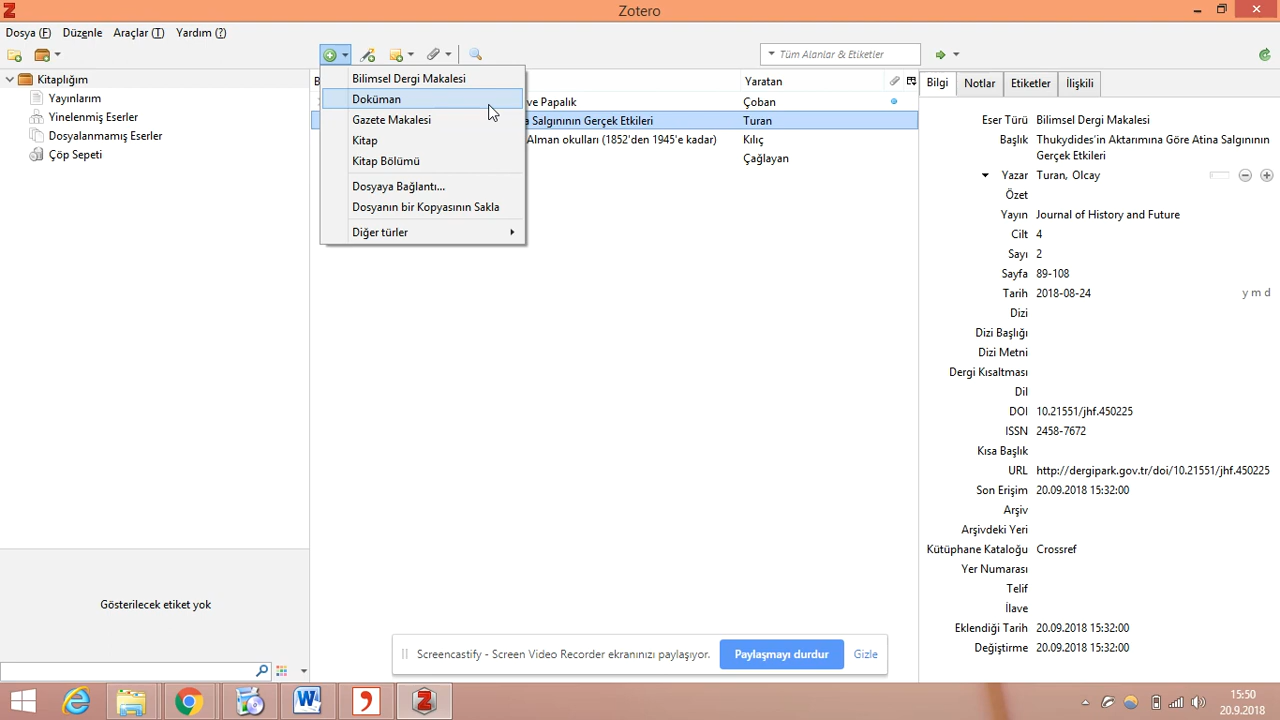 Zotero
Dosya (F) Düzenle Araçlar (T) Yardım (?)
Tüm Alanlar & Etiketler
Kitaplığım
Yayınlarım
Yinelenmiş Eserler
Dosyalanmamış Eserler
Çöp Sepeti
Gösterilecek etiket yok
Bilimsel Dergi Makalesi
Doküman
Gazete Makalesi
Kitap
Kitap Bölümü
Dosyaya Bağlantı...
Dosyanın bir Kopyasının Sakla
Diğer türler
B Yaratan
ve Papalık Çoban
a Salgınının Gerçek Etkileri Turan
Alman okulları (1852'den 1945'e kadar) Kılıç
Çağlayan
Bilgi Notlar Etiketler İlişkili
Eser Türü Bilimsel Dergi Makalesi
Başlık Thukydides'in Aktarımına Göre Atina Salgınının
Gerçek Etkileri
Yazar Turan, Olcay
Özet
Yayın Journal of History and Future
Cilt 4
Sayı 2
Sayfa 89-108
Tarih 2018-08-24 y m d
Dizi
Dizi Başlığı
Dizi Metni
Dergi Kısaltması
Dil
DOI 10.21551/jhf.450225
ISSN 2458-7672
Kısa Başlık
URL http://dergipark.gov.tr/doi/10.21551/jhf.450225
Son Erişim 20.09.2018 15:32:00
Arşiv
Arşivdeki Yeri
Kütüphane Kataloğu Crossref
Yer Numarası
Telif
İlave
Eklendiği Tarih 20.09.2018 15:32:00
Değiştirme 20.09.2018 15:32:00
Screencastify - Screen Video Recorder ekranınızı paylaşıyor. Paylaşmayı durdur Gizle
15:50
20.9.2018